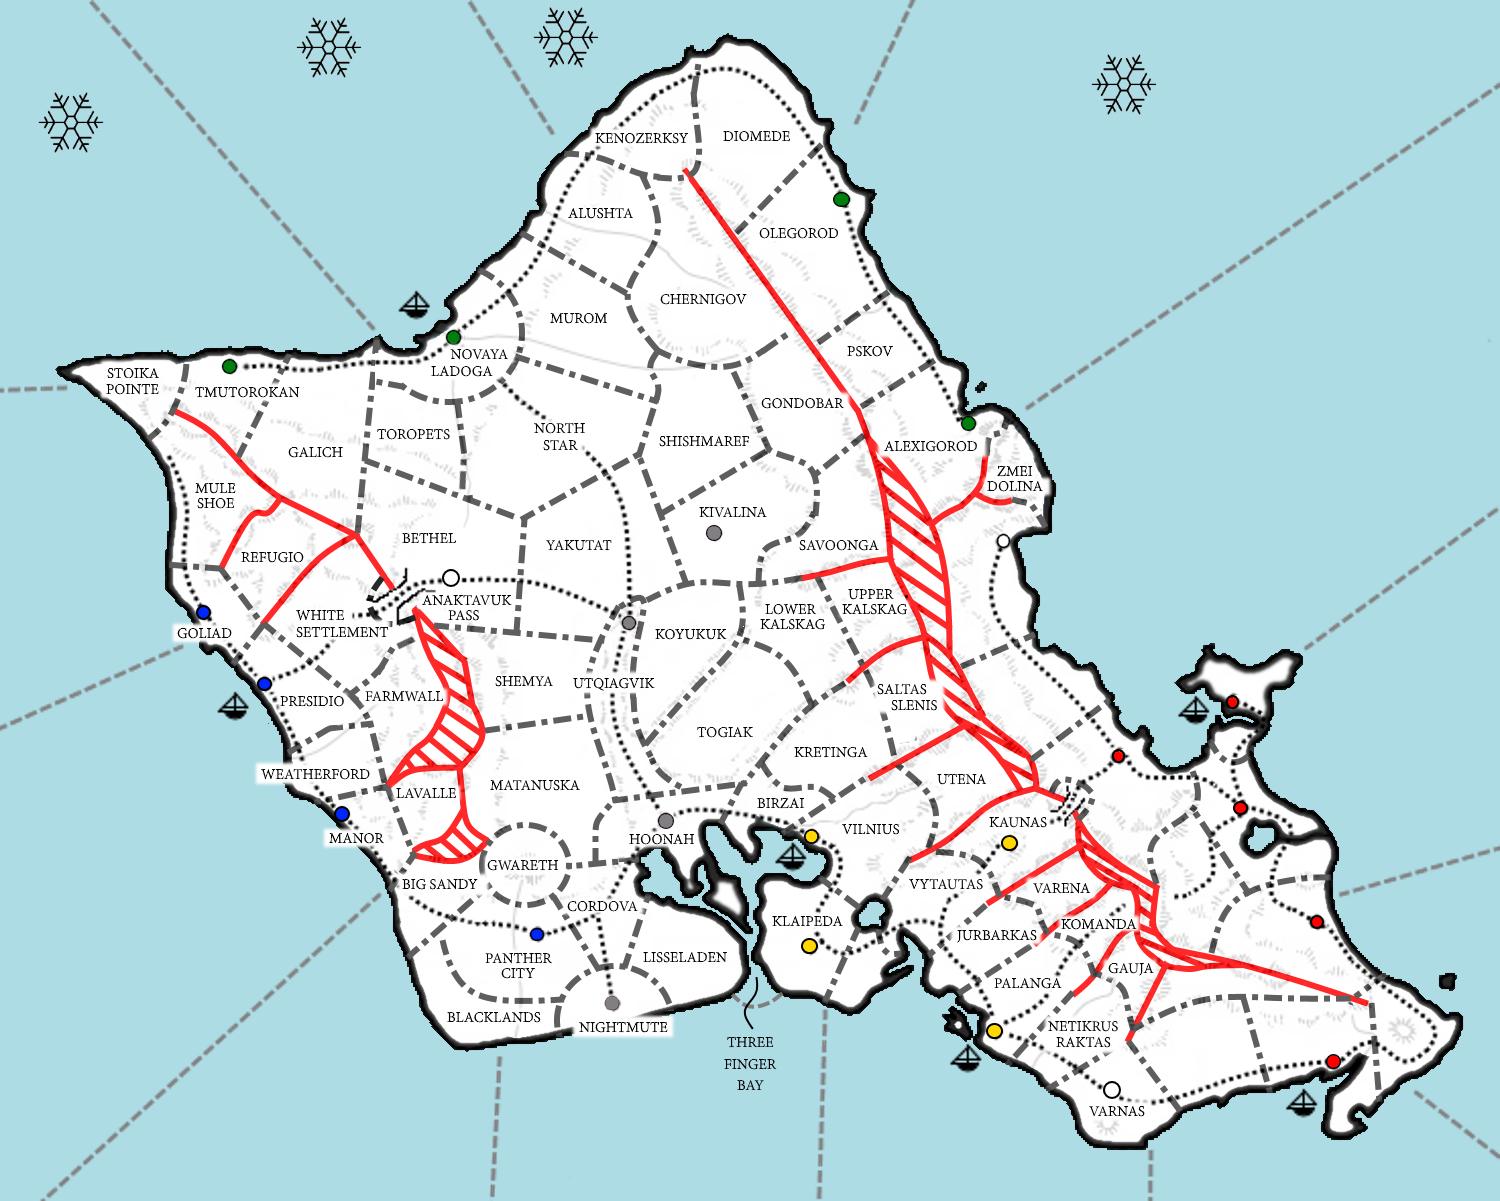 KENOZERKSY
DIOMEDE
ALUSHTA
OLEGOROD
CHERNIGOV
MUROM
PSKOV
NOVAYA
LADOGA
STOIKA
POINTE
TMUTOROKAN
GONDOBAR
TOROPETS
NORTH
STAR
SHISHMAREF
ALEXIGOROD
GALICH
ZMEI
DOLINA
MULE
SHOE
KIVALINA
BETHEL
YAKUTAT
SAVOONGA
REFUGIO
ANAKTAVUK
PASS
UPPER
KALSKAG
LOWER
KALSKAG
WHITE
SETTLEMENT
GOLIAD
KOYUKUK
SHEMYA
UTQIAGVIK
FARMWALL
PRESIDIO
SALTAS
SLENIS
TOGIAK
KRETINGA
WEATHERFORD
UTENA
MATANUSKA
LAVALLE
BIRZAI
KAUNAS
VILNIUS
MANOR
HOONAH
GWARETH
BIG SANDY
VYTAUTAS
VARENA
CORDOVA
KLAIPEDA
KOMANDA
JURBARKAS
PANTHER
CITY
LISSELADEN
GAUJA
PALANGA
BLACKLANDS
NIGHTMUTE
NETIKRUS
RAKTAS
THREE
FINGER
BAY
VARNAS